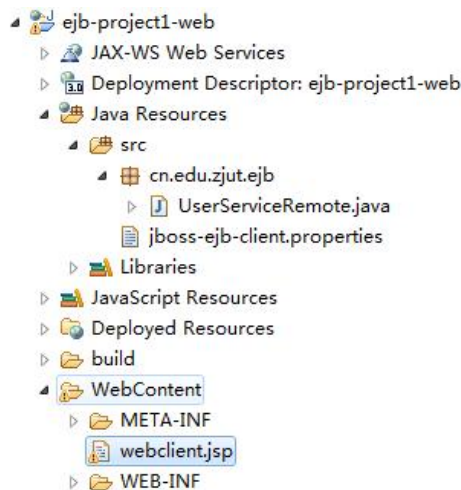 ejb-project1-web
JAX-WS Web Services
3.0 Deployment Descriptor: ejb-project1-web
Java Resources
src
cn.edu.zjut.ejb
J UserServiceRemote.java
jboss-ejb-client.properties
Libraries
JavaScript Resources
Deployed Resources
build
WebContent
META-INF
webclient.jsp
WEB-INF